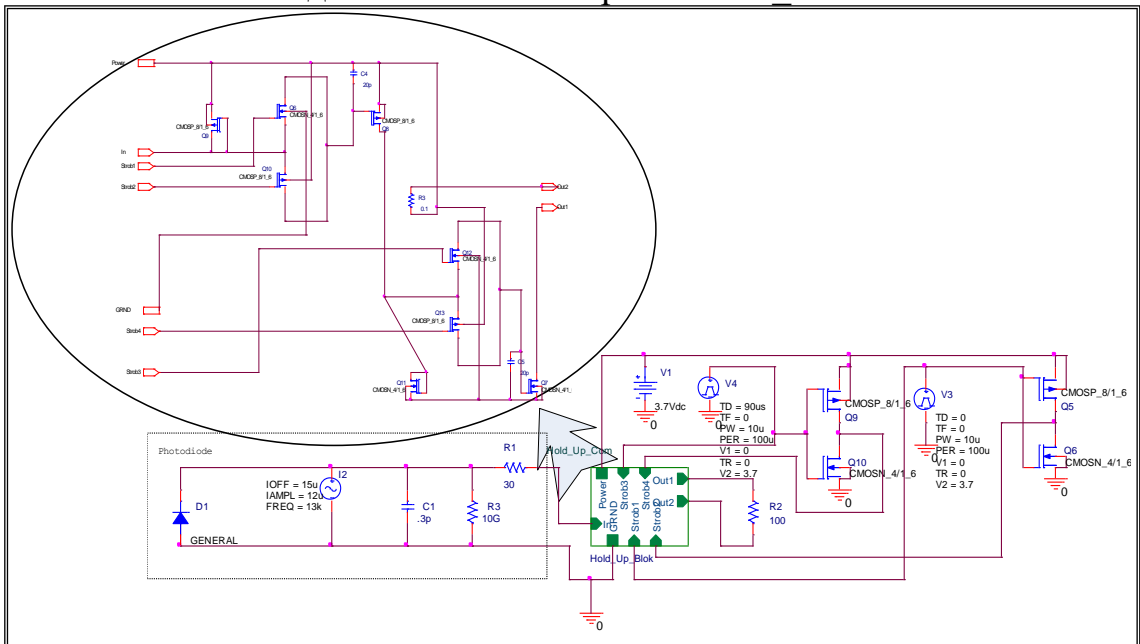 Power
C4
20p
Q6
CMOSN_4/1_6
CMOSP_8/1_6
Q9
CMOSP_8/1_6
Q8
In
Strob1
Q10
Strob2
CMOSP_8/1_6
Out2
R3
0.1
Out1
Q12
CMOSN_4/1_6
GRND
Q13
CMOSP_8/1_6
Strob4
Strob3
C5
20p
Q11
CMOSN_4/1_6
Q7
CMOSN_4/1_
V1
3.7Vdc
0
V4
TD = 90us
TF = 0
PW = 10u
PER = 100u
V1 = 0
TR = 0
V2 = 3.7
0
CMOSP_8/1_6
Q9
Q10
CMOSN_4/1_6
0
V3
TD = 0
TF = 0
PW = 10u
PER = 100u
V1 = 0
TR = 0
V2 = 3.7
0
CMOSP_8/1_6
Q5
Q6
CMOSN_4/1_6
0
Photodiode
D1
GENERAL
IOFF = 15u
IAMPL = 12u
FREQ = 13k
I2
C1
.3p
R3
10G
R1
30
Hold_Up_Com
Power
Strob3
Strob4
Out1
Out2
In
GRND
Strob1
Strob2
Hold_Up_Blok
R2
100
0